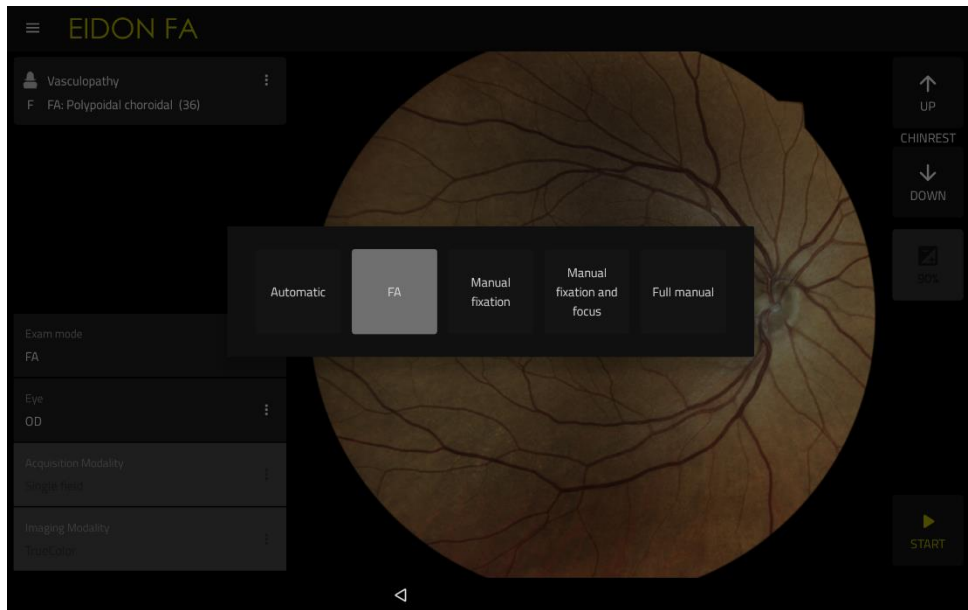 EIDON FA
Vasculopathy
F FA: Polypoidal choroidal (36)
UP
CHINREST
DOWN
90%
Automatic
FA
Manual
fixation
Manual
fixation and
focus
Full manual
Exam mode
FA
Eye
OD
Acquisition Modality
Single field
Imaging Modality
TrueColor
START